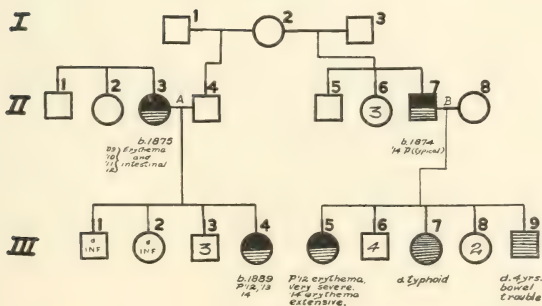 I
1
2
3
II
1
2
3
A
4
5
6
3
7
B
8
b.1875
'09 Erythema
'10 and
'11 intestinal
12
b.1874
'14 P(typical)
III
1
d
INF
2
d
INF
3
3
4
5
6
4
7
8
2
9
b.1889
P'12,'13
14
P'12 erythema,
very severe.
'14 erythema
extensive.
d.typhoid
d.4yrs.
bowel
trouble